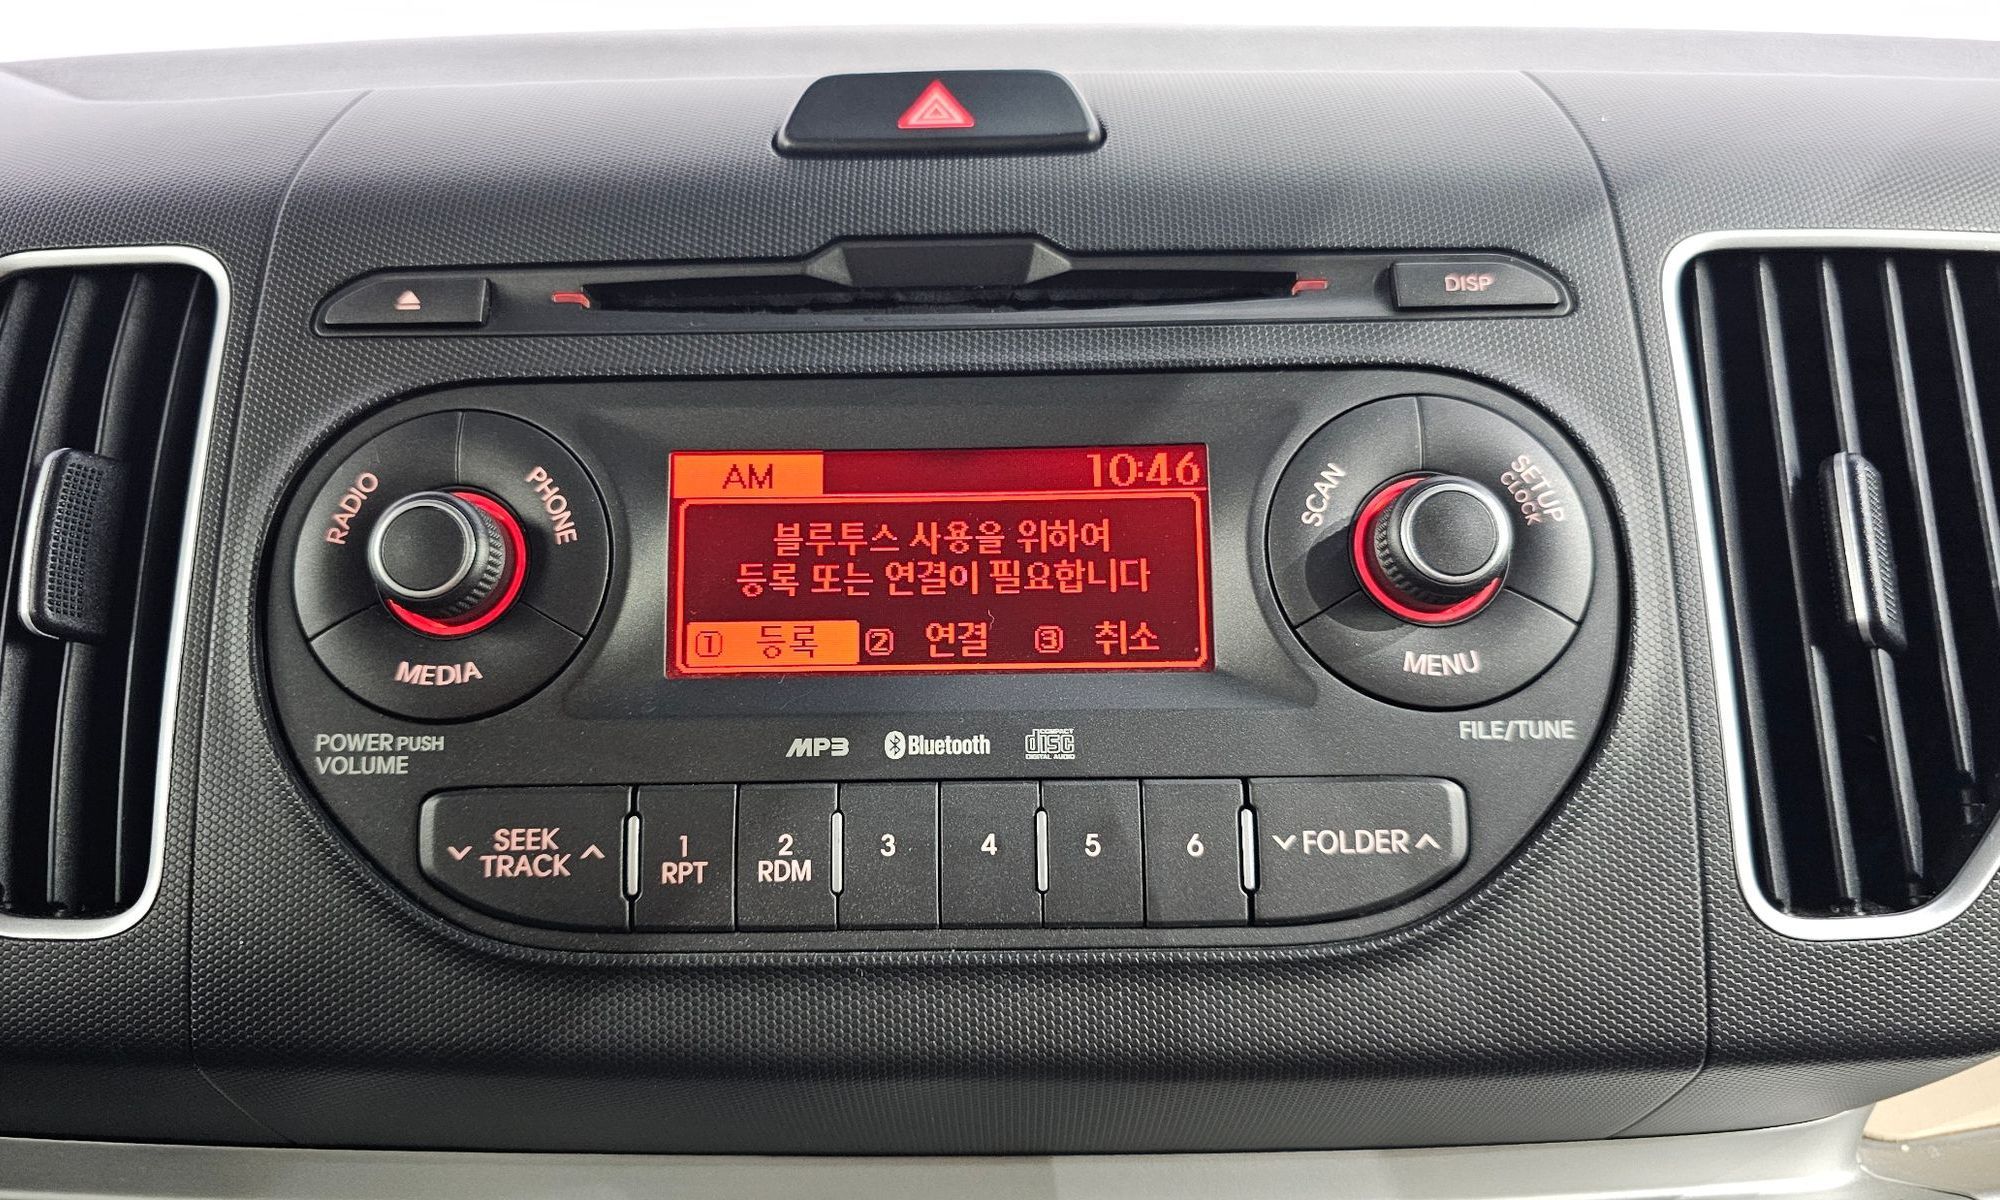 DISP
RADIO
PHONE
MEDIA
POWER PUSH
VOLUME
AM 10:46
블루투스 사용을 위하여
등록 또는 연결이 필요합니다
① 등록 ② 연결 ③ 취소
SCAN
SETUP
CLOCK
MENU
FILE/TUNE
MP3 Bluetooth COMPACT
disc
DIGITAL AUDIO
SEEK
TRACK
1
RPT
2
RDM
3
4
5
6
FOLDER